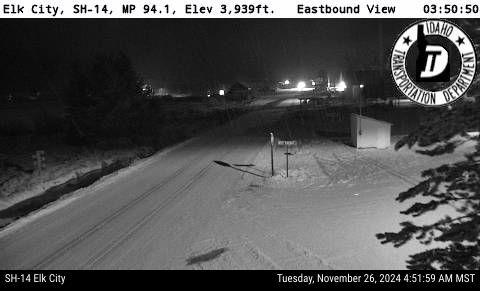 Elk City, SH-14, MP 94.1, Elev 3,939ft.   Eastbound View   03:50:50
IDAHO
TRANSPORTATION DEPARTMENT
SH-14 Elk City
Tuesday, November 26, 2024 4:51:59 AM MST